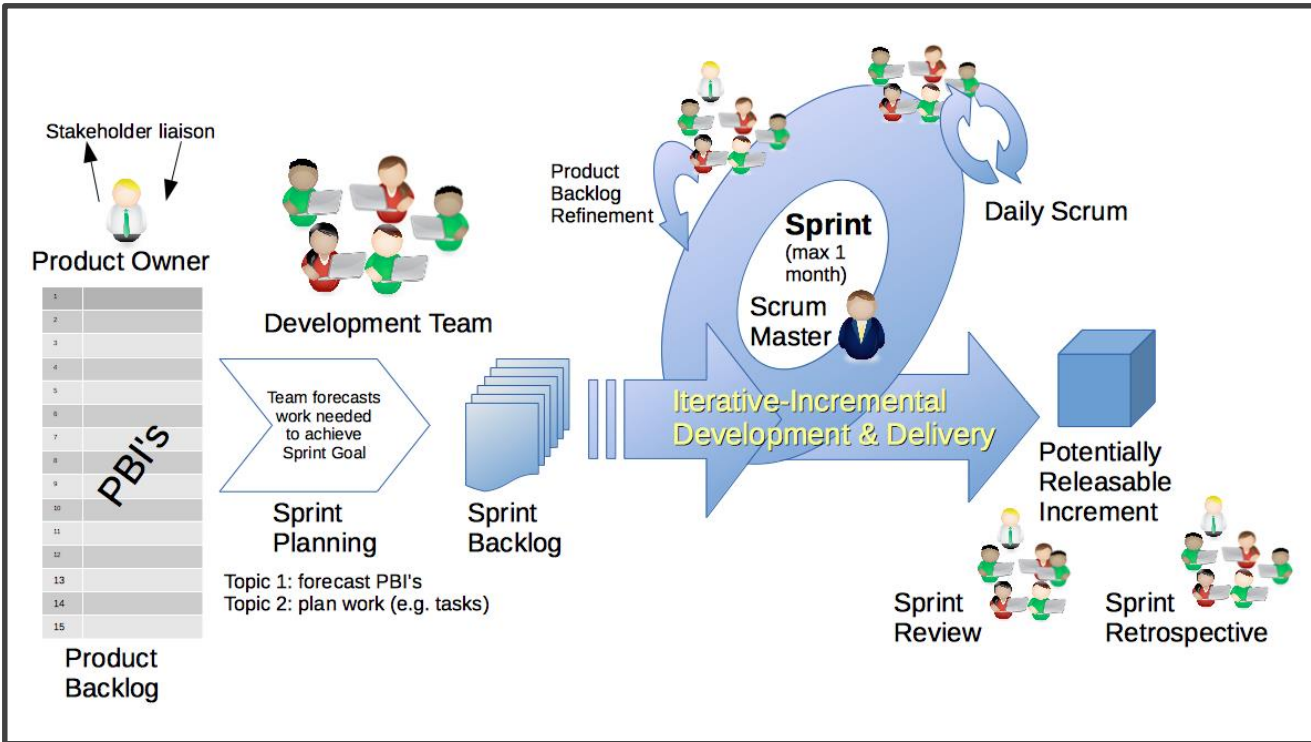 Stakeholder liaison
Product Owner
1
2
3
4
5
6
7
8
9
10
11
12
13
14
15
PBI's
Product
Backlog
Development Team
Team forecasts
work needed
to achieve
Sprint Goal
Sprint
Planning
Topic 1: forecast PBI's
Topic 2: plan work (e.g. tasks)
Sprint
Backlog
Product
Backlog
Refinement
Sprint
(max 1
month)
Scrum
Master
Daily Scrum
Iterative-Incremental
Development & Delivery
Potentially
Releasable
Increment
Sprint
Review
Sprint
Retrospective